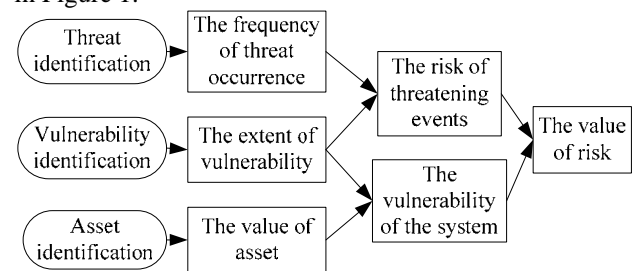 in Figure 1.
Threat
identification
The frequency
of threat
occurrence
The risk of
threatening
events
Vulnerability
identification
The extent of
vulnerability
The value
of risk
The
vulnerability
of the system
Asset
identification
The value of
asset